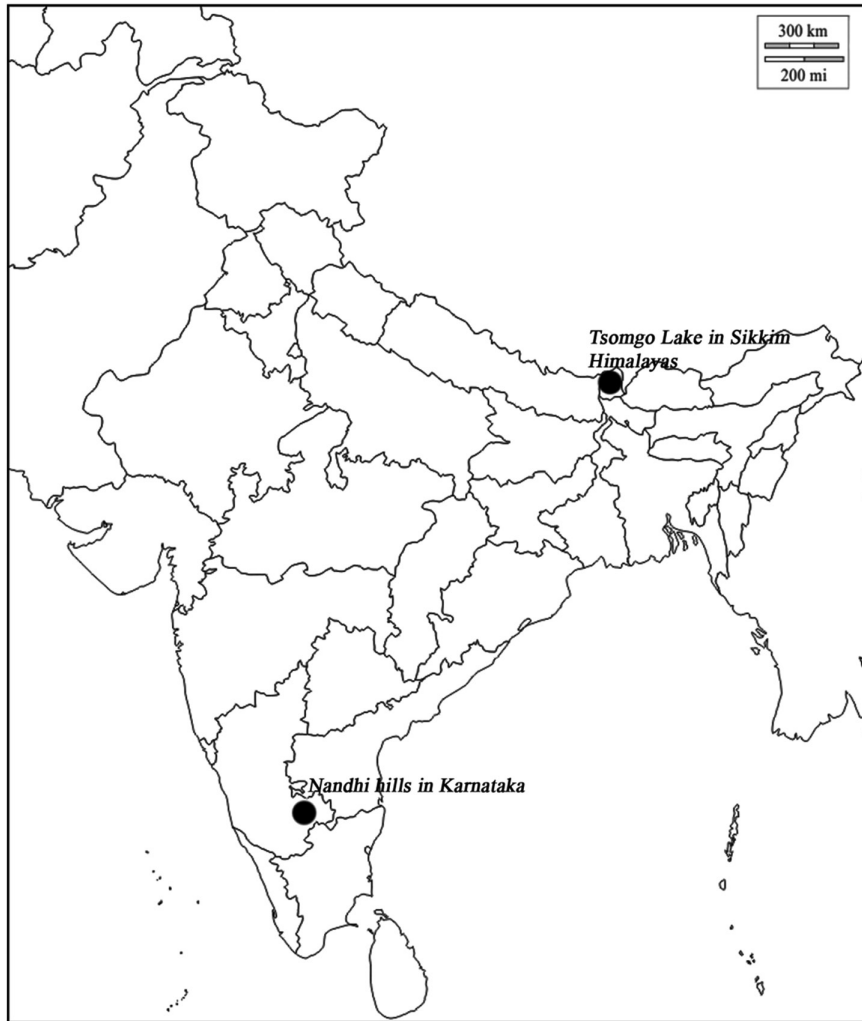 300 km
200 mi
Tsomgo Lake in Sikkim
Himalayas
Nandhi hills in Karnataka